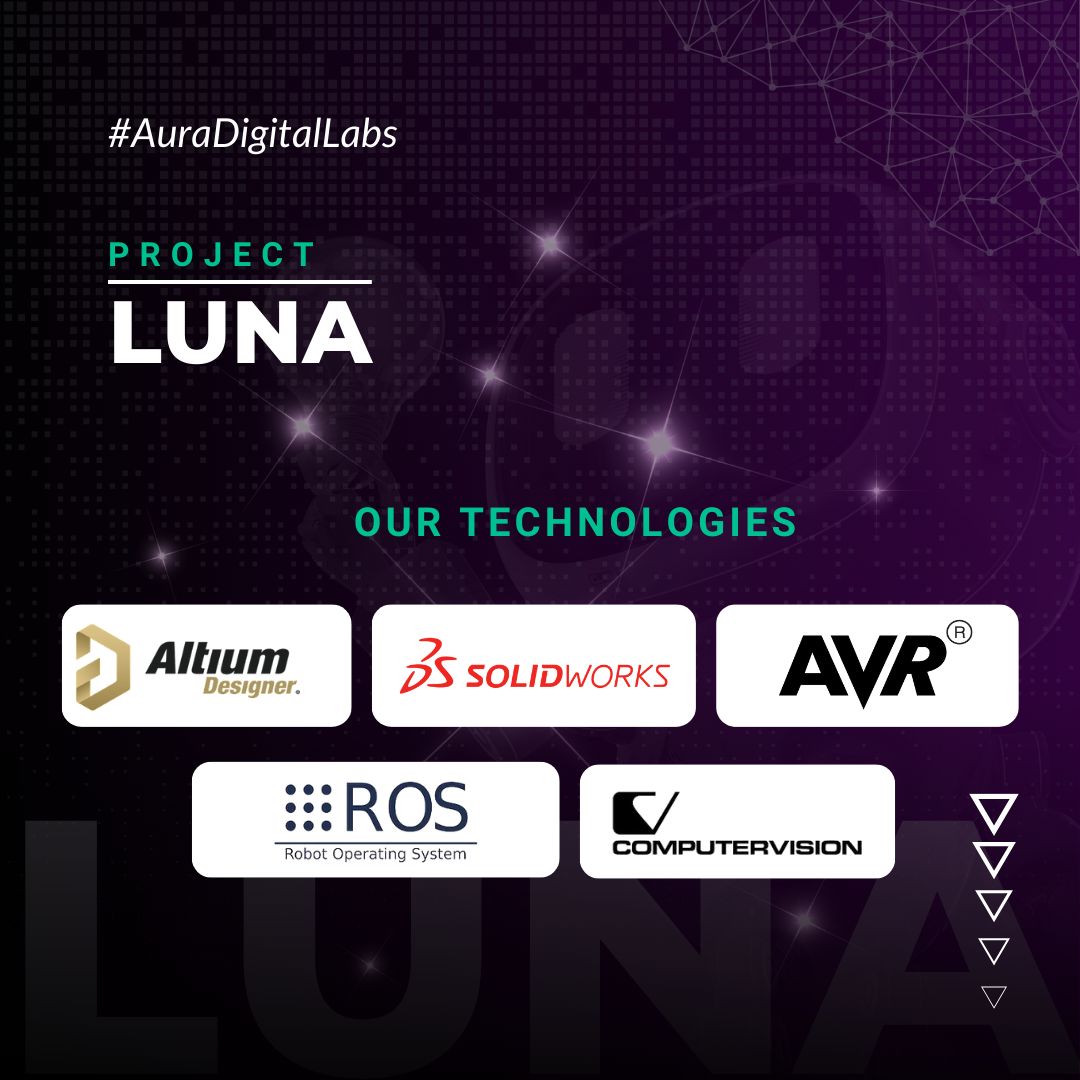 #AuraDigitalLabs
PROJECT
LUNA
OUR TECHNOLOGIES
Altium
Designer.
SOLIDWORKS
AVR®
ROS
Robot Operating System
COMPUTERVISION
LUNA